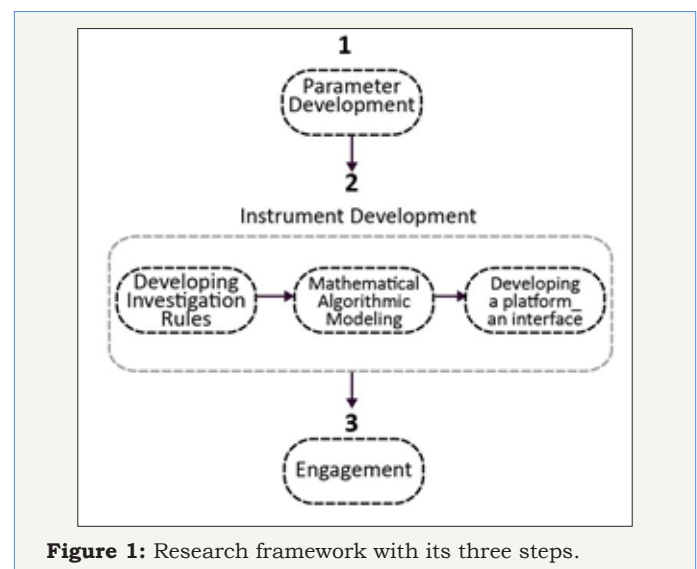 1
Parameter
Development
2
Instrument Development
Developing
Investigation
Rules
Mathematical
Algorithmic
Modeling
Developing
a platform_
an interface
3
Engagement
Figure 1: Research framework with its three steps.